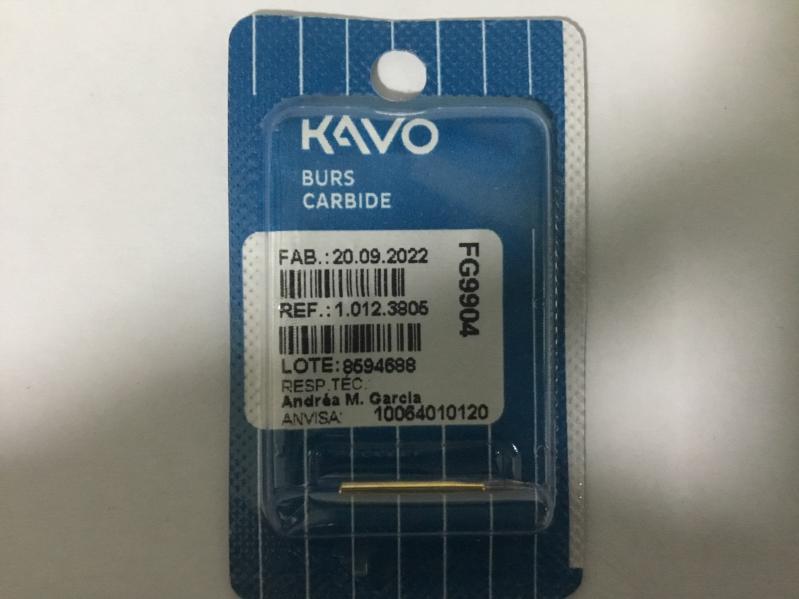 KAVO
BURS
CARBIDE
FAB.: 20.09.2022
REF.: 1.012.3805
LOTE: 8594688
RESP.TÉC.:
Andréa M. Garcia
ANVISA: 10064010120
FG9904